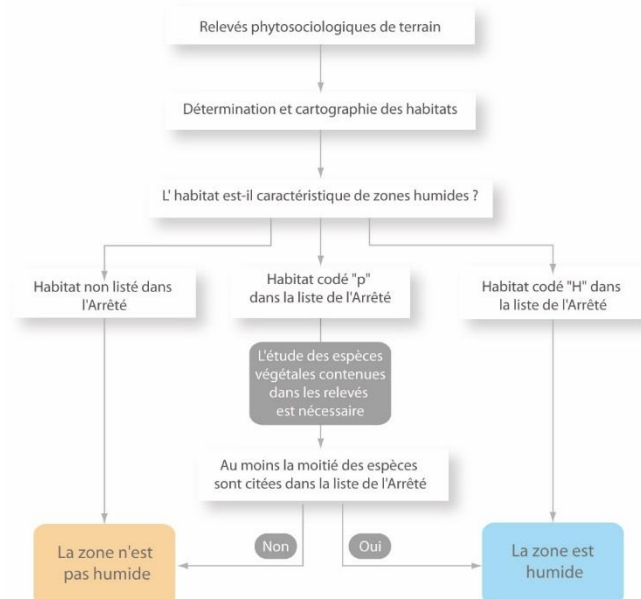 Relevés phytosociologiques de terrain
Détermination et cartographie des habitats
L' habitat est-il caractéristique de zones humides ?
Habitat non listé dans
l'Arrêté
Habitat codé "p"
dans la liste de l'Arrêté
Habitat codé "H" dans
la liste de l'Arrêté
L'étude des espèces
végétales contenues
dans les relevés
est nécessaire
Au moins la moitié des espèces
sont citées dans la liste de l'Arrêté
Non
Oui
La zone n'est
pas humide
La zone est
humide